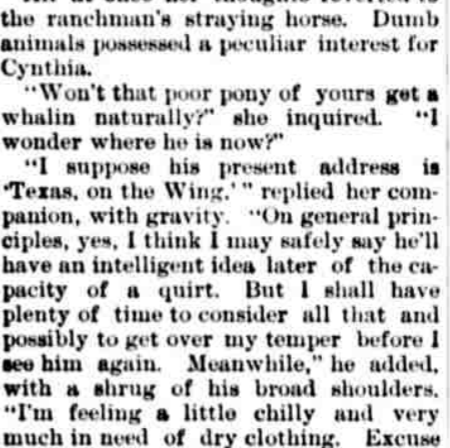 the ranchman's straying horse. Dumb
animals possessed a peculiar interest for
Cynthia.
"Won't that poor pony of yours get a
whalin naturally?" she inquired. "I
wonder where he is now?"
"I suppose his present address is
'Texas, on the Wing.' " replied her com-
panion, with gravity. "On general prin-
ciples, yes, I think I may safely say he'll
have an intelligent idea later of the ca-
pacity of a quirt. But I shall have
plenty of time to consider all that and
possibly to get over my temper before I
see him again. Meanwhile," he added,
with a shrug of his broad shoulders.
"I'm feeling a little chilly and very
much in need of dry clothing. Excuse